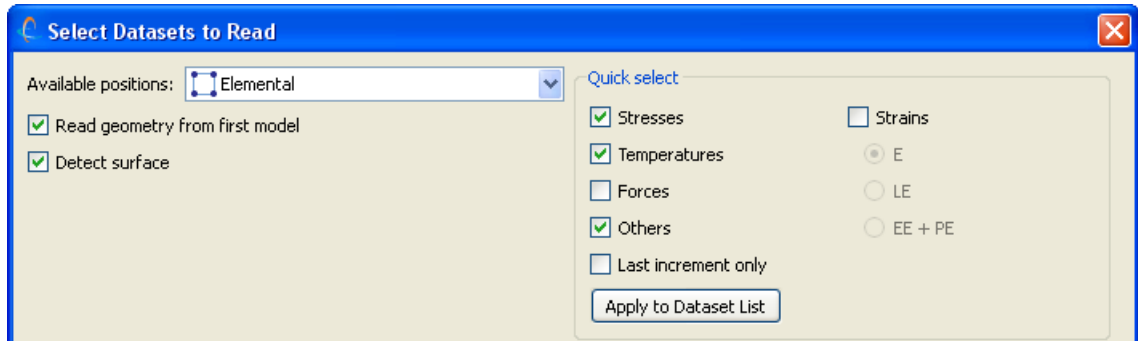 Select Datasets to Read
Available positions: Elemental
Read geometry from first model
Detect surface
Quick select
Stresses Strains
Temperatures E
Forces LE
Others EE + PE
Last increment only
Apply to Dataset List